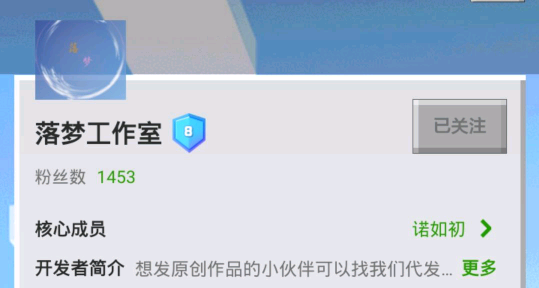 落梦
落梦工作室 8
已关注
粉丝数 1453
核心成员 诺如初
开发者简介 想发原创作品的小伙伴可以找我们代发... 更多